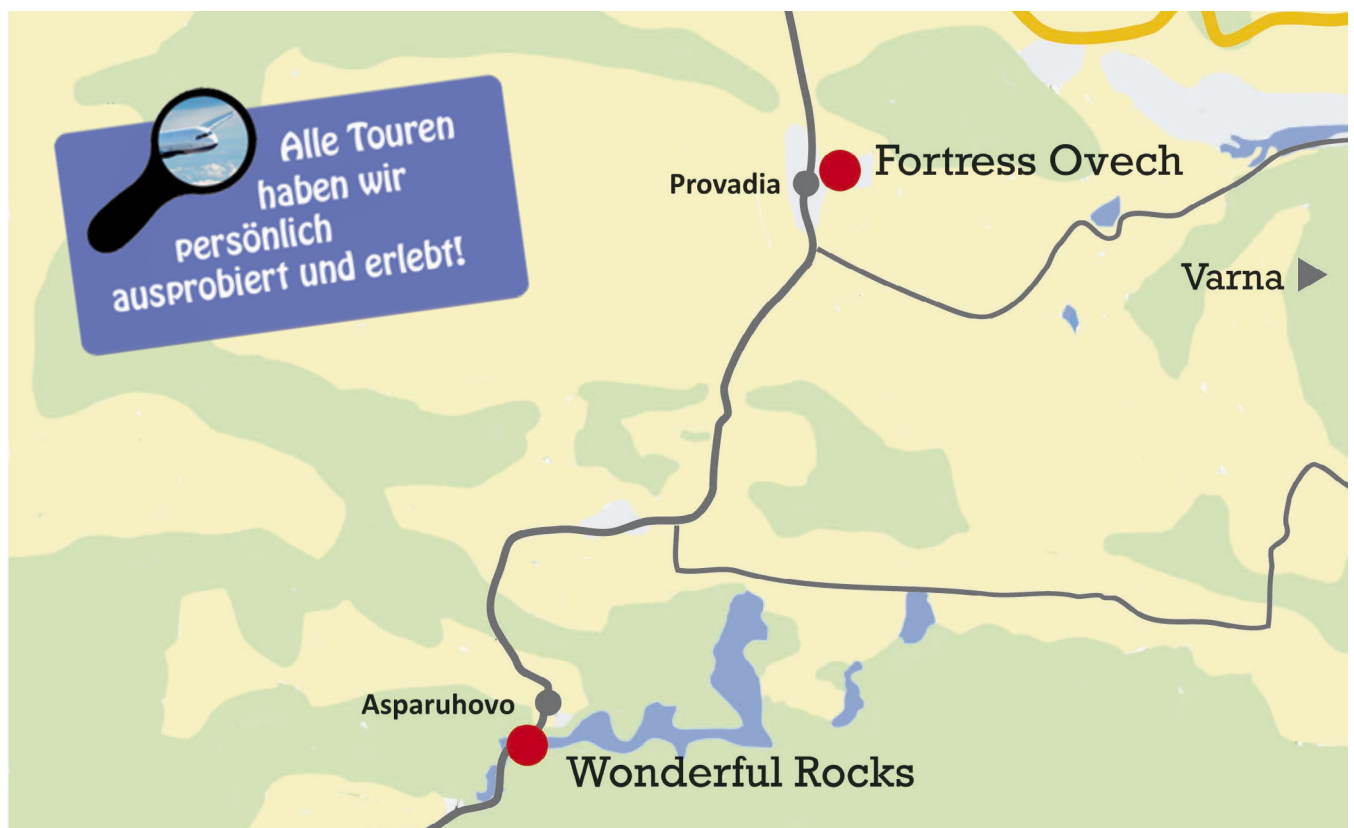 Alle Touren
haben wir
persönlich
ausprobiert und erlebt!
Fortress Ovech
Provadia
Varna
Asparuhovo
Wonderful Rocks